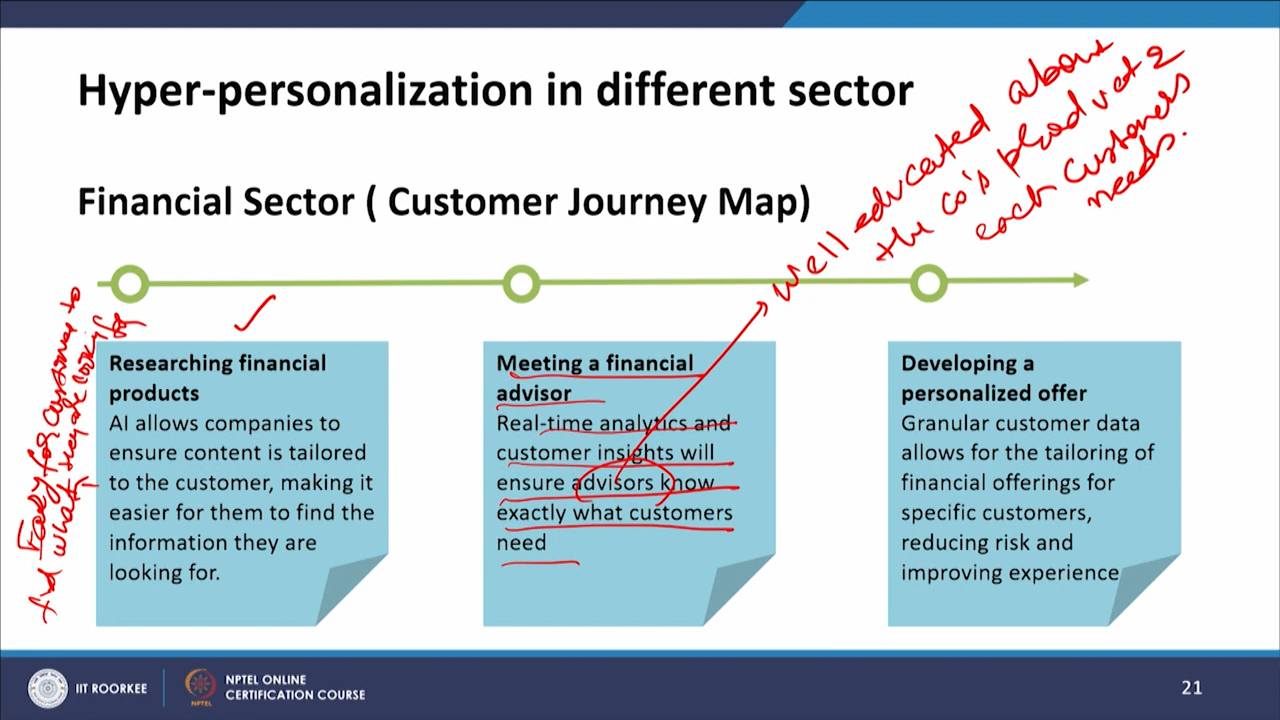 Hyper-personalization in different sector
Financial Sector ( Customer Journey Map)
Well educated about
the co's product &
each customers
needs.
Easy for customer to
find what they are looking for
Researching financial
products
AI allows companies to
ensure content is tailored
to the customer, making it
easier for them to find the
information they are
looking for.
Meeting a financial
advisor
Real-time analytics and
customer insights will
ensure advisors know
exactly what customers
need
Developing a
personalized offer
Granular customer data
allows for the tailoring of
financial offerings for
specific customers,
reducing risk and
improving experience
IIT ROORKEE
NPTEL
NPTEL ONLINE
CERTIFICATION COURSE
21